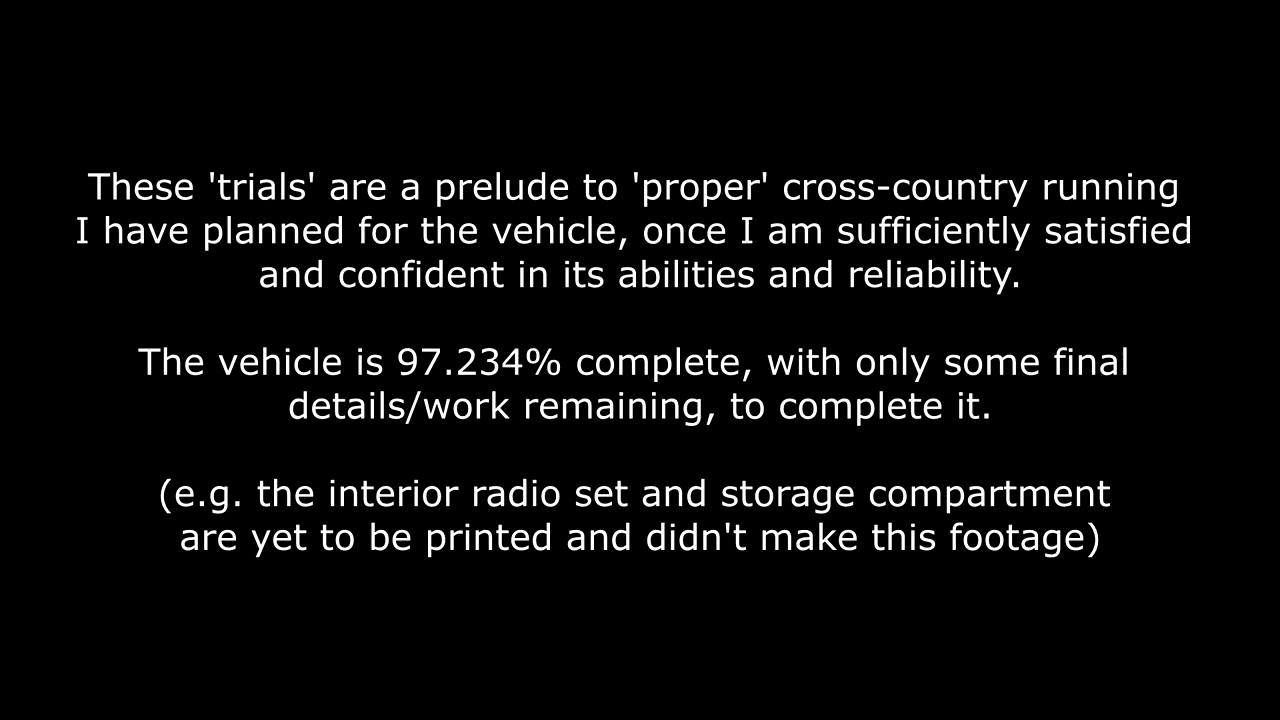 These 'trials' are a prelude to 'proper' cross-country running
I have planned for the vehicle, once I am sufficiently satisfied
and confident in its abilities and reliability.
The vehicle is 97.234% complete, with only some final
details/work remaining, to complete it.
(e.g. the interior radio set and storage compartment
are yet to be printed and didn't make this footage)